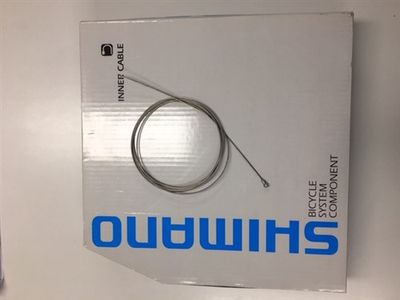 INNER CABLE
SHIMANO
BICYCLE
SYSTEM
COMPONENT